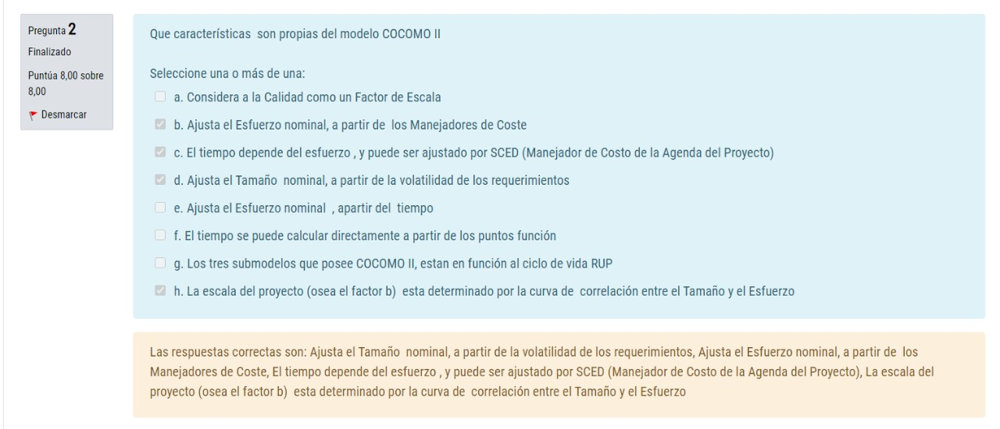 Pregunta 2
Finalizado
Puntúa 8,00 sobre
8,00
Desmarcar
Que características son propias del modelo COCOMO II
Seleccione una o más de una:
a. Considera a la Calidad como un Factor de Escala
b. Ajusta el Esfuerzo nominal, a partir de los Manejadores de Coste
c. El tiempo depende del esfuerzo , y puede ser ajustado por SCED (Manejador de Costo de la Agenda del Proyecto)
d. Ajusta el Tamaño nominal, a partir de la volatilidad de los requerimientos
e. Ajusta el Esfuerzo nominal , apartir del tiempo
f. El tiempo se puede calcular directamente a partir de los puntos función
g. Los tres submodelos que posee COCOMO II, estan en función al ciclo de vida RUP
h. La escala del proyecto (osea el factor b) esta determinado por la curva de correlación entre el Tamaño y el Esfuerzo
Las respuestas correctas son: Ajusta el Tamaño nominal, a partir de la volatilidad de los requerimientos, Ajusta el Esfuerzo nominal, a partir de los
Manejadores de Coste, El tiempo depende del esfuerzo , y puede ser ajustado por SCED (Manejador de Costo de la Agenda del Proyecto), La escala del
proyecto (osea el factor b) esta determinado por la curva de correlación entre el Tamaño y el Esfuerzo